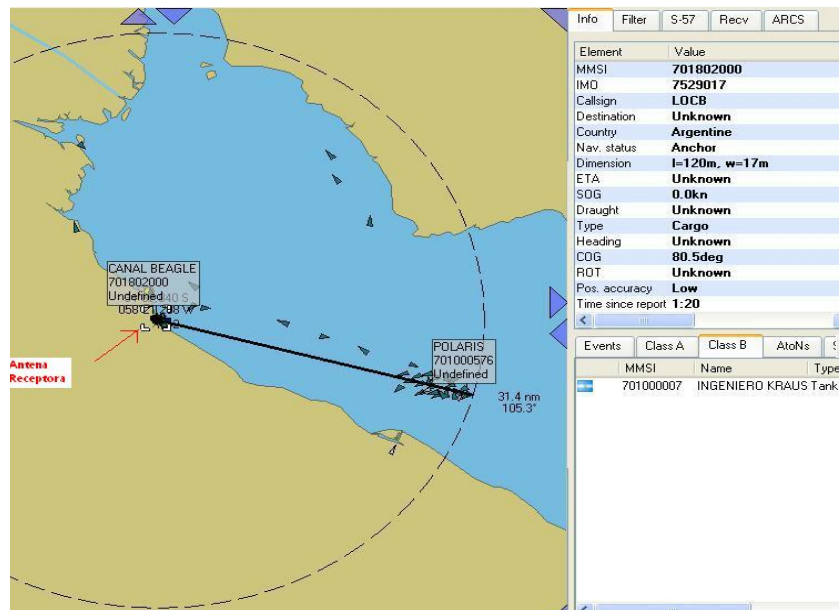 CANAL BEAGLE
701802000
Undefined
Antena
Receptora
POLARIS
701000576
Undefined
31.4 nm
105.3°
Info Filter S-57 Recv ARCS
Element Value
MMSI 701802000
IMO 7529017
Callsign LOCB
Destination Unknown
Country Argentine
Nav. status Anchor
Dimension l=120m, w=17m
ETA Unknown
SOG 0.0kn
Draught Unknown
Type Cargo
Heading Unknown
COG 80.5deg
ROT Unknown
Pos. accuracy Low
Time since report 1:20
Events Class A Class B AtoNs
MMSI Name Type
701000007 INGENIERO KRAUS Tank